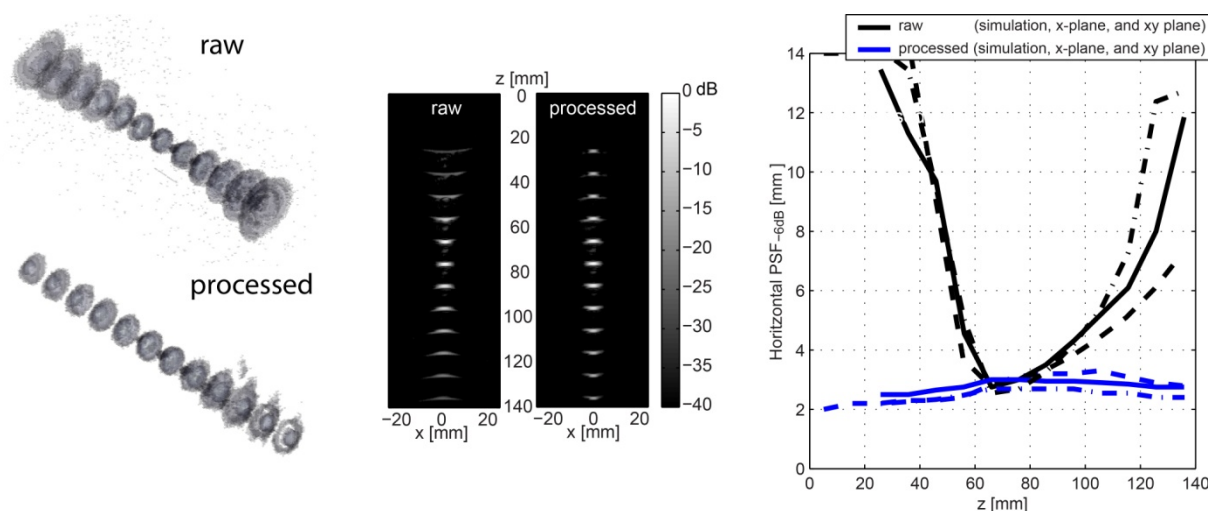 raw
processed
z [mm]
raw
processed
0
20
40
60
80
100
120
140
−20 0 20
x [mm]
−20 0 20
x [mm]
0 dB
−5
−10
−15
−20
−25
−30
−35
−40
raw (simulation, x-plane, and xy plane)
processed (simulation, x-plane, and xy plane)
Horitzontal PSF−6dB [mm]
14
12
10
8
6
4
2
0
0 20 40 60 80 100 120 140
z [mm]